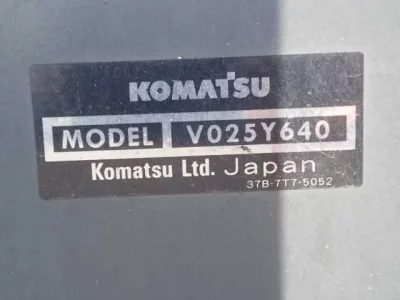 KOMATSU
MODEL V025Y640
Komatsu Ltd. Japan
37B-7T7-5052